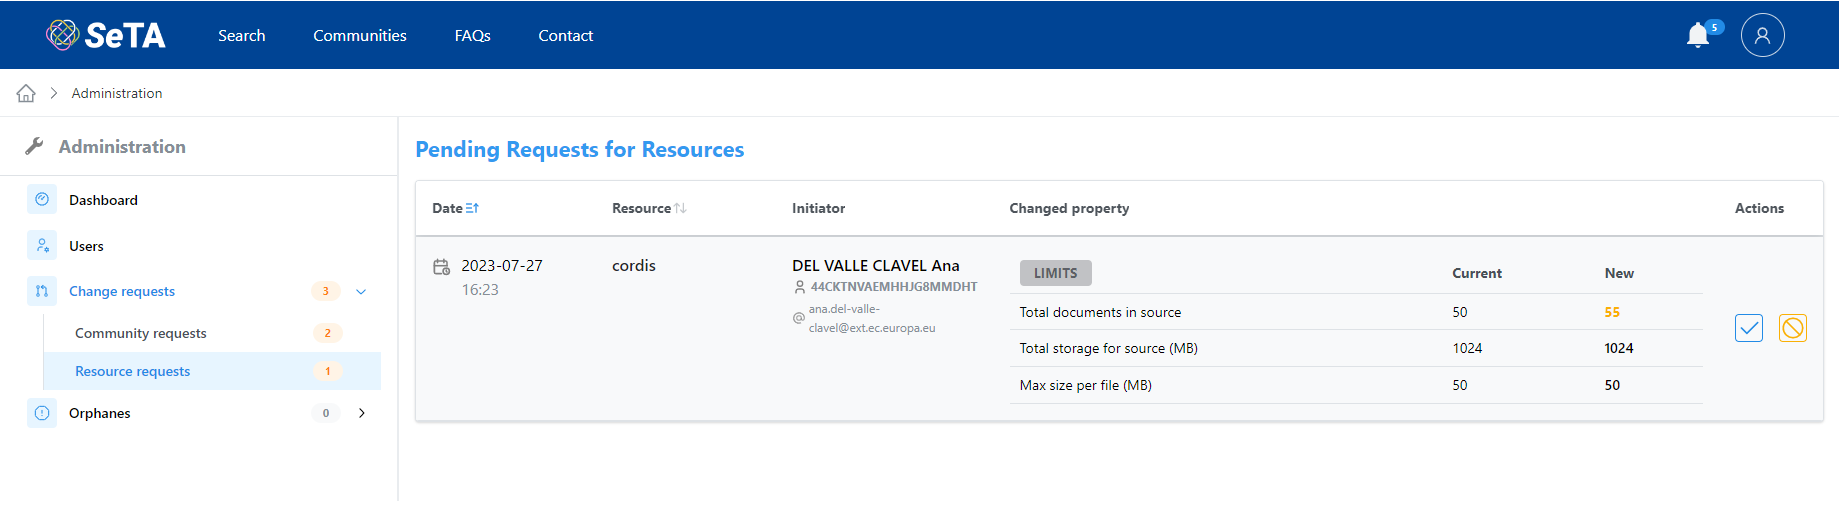 SeTA
Search
Communities
FAQs
Contact
5
Administration
Administration
Dashboard
Users
Change requests
3
Community requests
2
Resource requests
1
Orphanes
0
Pending Requests for Resources
Date
Resource
Initiator
Changed property
Actions
2023-07-27
16:23
cordis
DEL VALLE CLAVEL Ana
44CKTNVAEMHHJG8MMDHT
ana.del-valle-
clavel@ext.ec.europa.eu
LIMITS Current New
Total documents in source 50 55
Total storage for source (MB) 1024 1024
Max size per file (MB) 50 50